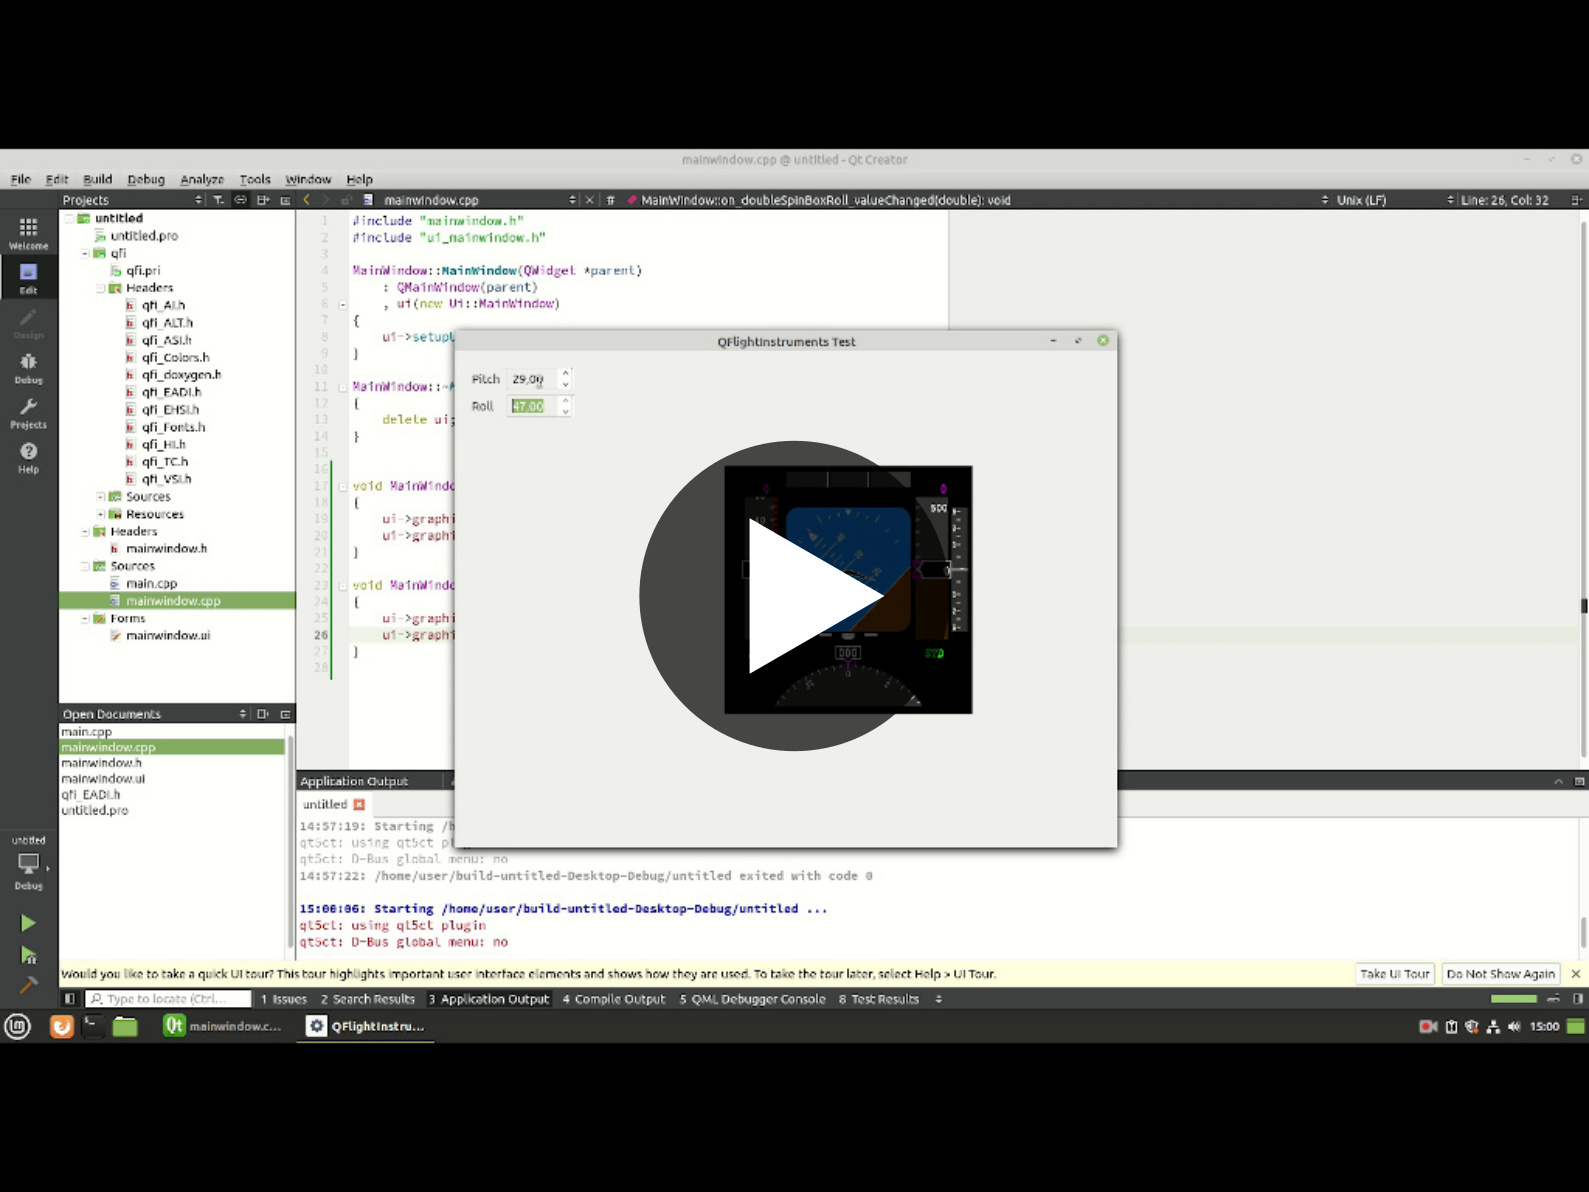 mainwindow.cpp @ untitled - Qt Creator
File Edit Build Debug Analyze Tools Window Help
Projects
mainwindow.cpp
# MainWindow::on_doubleSpinBoxRoll_valueChanged(double): void
Unix (LF)
Line: 26, Col: 32
Welcome
Edit
Design
Debug
Projects
Help
untitled
untitled.pro
qfi
qfi.pri
Headers
qfi_AI.h
qfi_ALT.h
qfi_ASI.h
qfi_Colors.h
qfi_doxygen.h
qfi_EADI.h
qfi_EHSI.h
qfi_Fonts.h
qfi_HI.h
qfi_TC.h
qfi_VSI.h
Sources
Resources
Headers
mainwindow.h
Sources
main.cpp
mainwindow.cpp
Forms
mainwindow.ui
1 #include "mainwindow.h"
2 #include "ui_mainwindow.h"
3
4 MainWindow::MainWindow(QWidget *parent)
5 : QMainWindow(parent)
6 , ui(new Ui::MainWindow)
7 {
8 ui->setupU
9 }
10
11 MainWindow::~M
12 {
13 delete ui;
14 }
15
16
17 void MainWindo
18 {
19 ui->graphi
20 ui->graphi
21 }
22
23 void MainWindo
24 {
25 ui->graphi
26 ui->graphi
27 }
28
QFlightInstruments Test
Pitch 29,00
Roll 47,00
0
0
500
10
0
000
STD
0
Open Documents
main.cpp
mainwindow.cpp
mainwindow.h
mainwindow.ui
qfi_EADI.h
untitled.pro
untitled
Debug
Application Output
untitled
14:57:19: Starting /h
qt5ct: using qt5ct pl
qt5ct: D-Bus global menu: no
14:57:22: /home/user/build-untitled-Desktop-Debug/untitled exited with code 0
15:00:06: Starting /home/user/build-untitled-Desktop-Debug/untitled ...
qt5ct: using qt5ct plugin
qt5ct: D-Bus global menu: no
Would you like to take a quick UI tour? This tour highlights important user interface elements and shows how they are used. To take the tour later, select Help > UI Tour.
Take UI Tour
Do Not Show Again
Type to locate (Ctrl...
1 Issues 2 Search Results 3 Application Output 4 Compile Output 5 QML Debugger Console 8 Test Results
Qt mainwindow.c...
QFlightInstru...
15:00